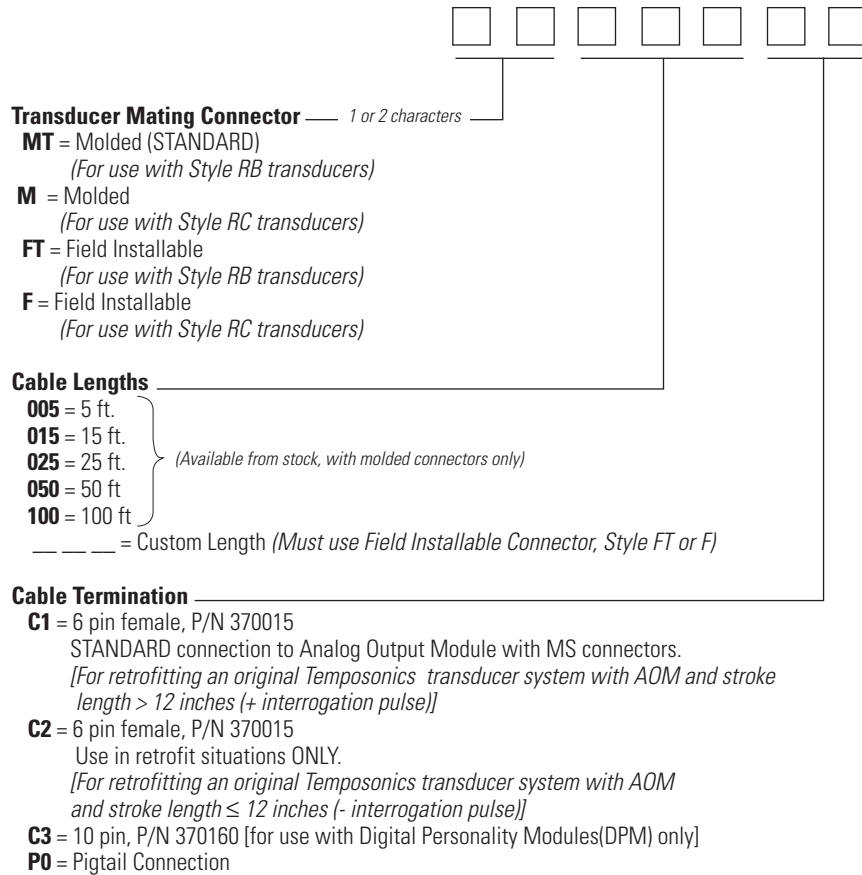 Transducer Mating Connector 1 or 2 characters
MT = Molded (STANDARD)
(For use with Style RB transducers)
M = Molded
(For use with Style RC transducers)
FT = Field Installable
(For use with Style RB transducers)
F = Field Installable
(For use with Style RC transducers)
Cable Lengths
005 = 5 ft.
015 = 15 ft.
025 = 25 ft.
(Available from stock, with molded connectors only)
050 = 50 ft
100 = 100 ft
__ __ __ = Custom Length (Must use Field Installable Connector, Style FT or F)
Cable Termination
C1 = 6 pin female, P/N 370015
STANDARD connection to Analog Output Module with MS connectors.
[For retrofitting an original Temposonics transducer system with AOM and stroke
length > 12 inches (+ interrogation pulse)]
C2 = 6 pin female, P/N 370015
Use in retrofit situations ONLY.
[For retrofitting an original Temposonics transducer system with AOM
and stroke length ≤ 12 inches (- interrogation pulse)]
C3 = 10 pin, P/N 370160 [for use with Digital Personality Modules(DPM) only]
P0 = Pigtail Connection